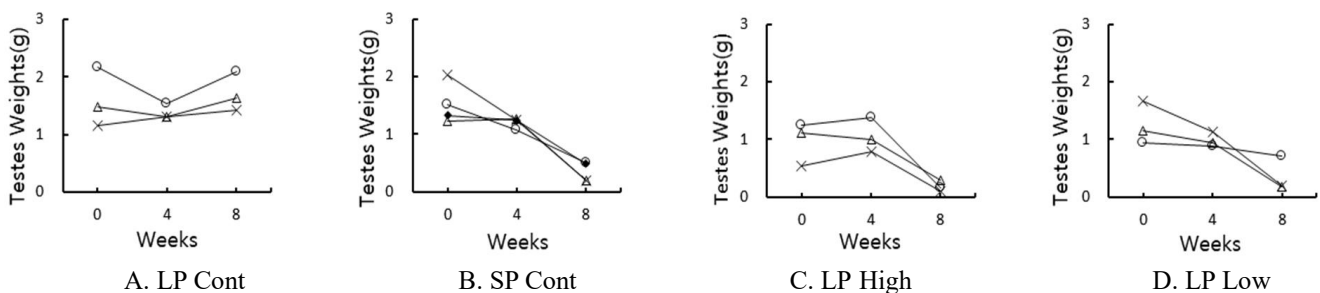 3
2
1
0
Testes Weights(g)
0 4 8
Weeks
A. LP Cont
3
2
1
0
Testes Weights(g)
0 4 8
Weeks
B. SP Cont
3
2
1
0
Testes Weights(g)
0 4 8
Weeks
C. LP High
3
2
1
0
Testes Weights(g)
0 4 8
Weeks
D. LP Low